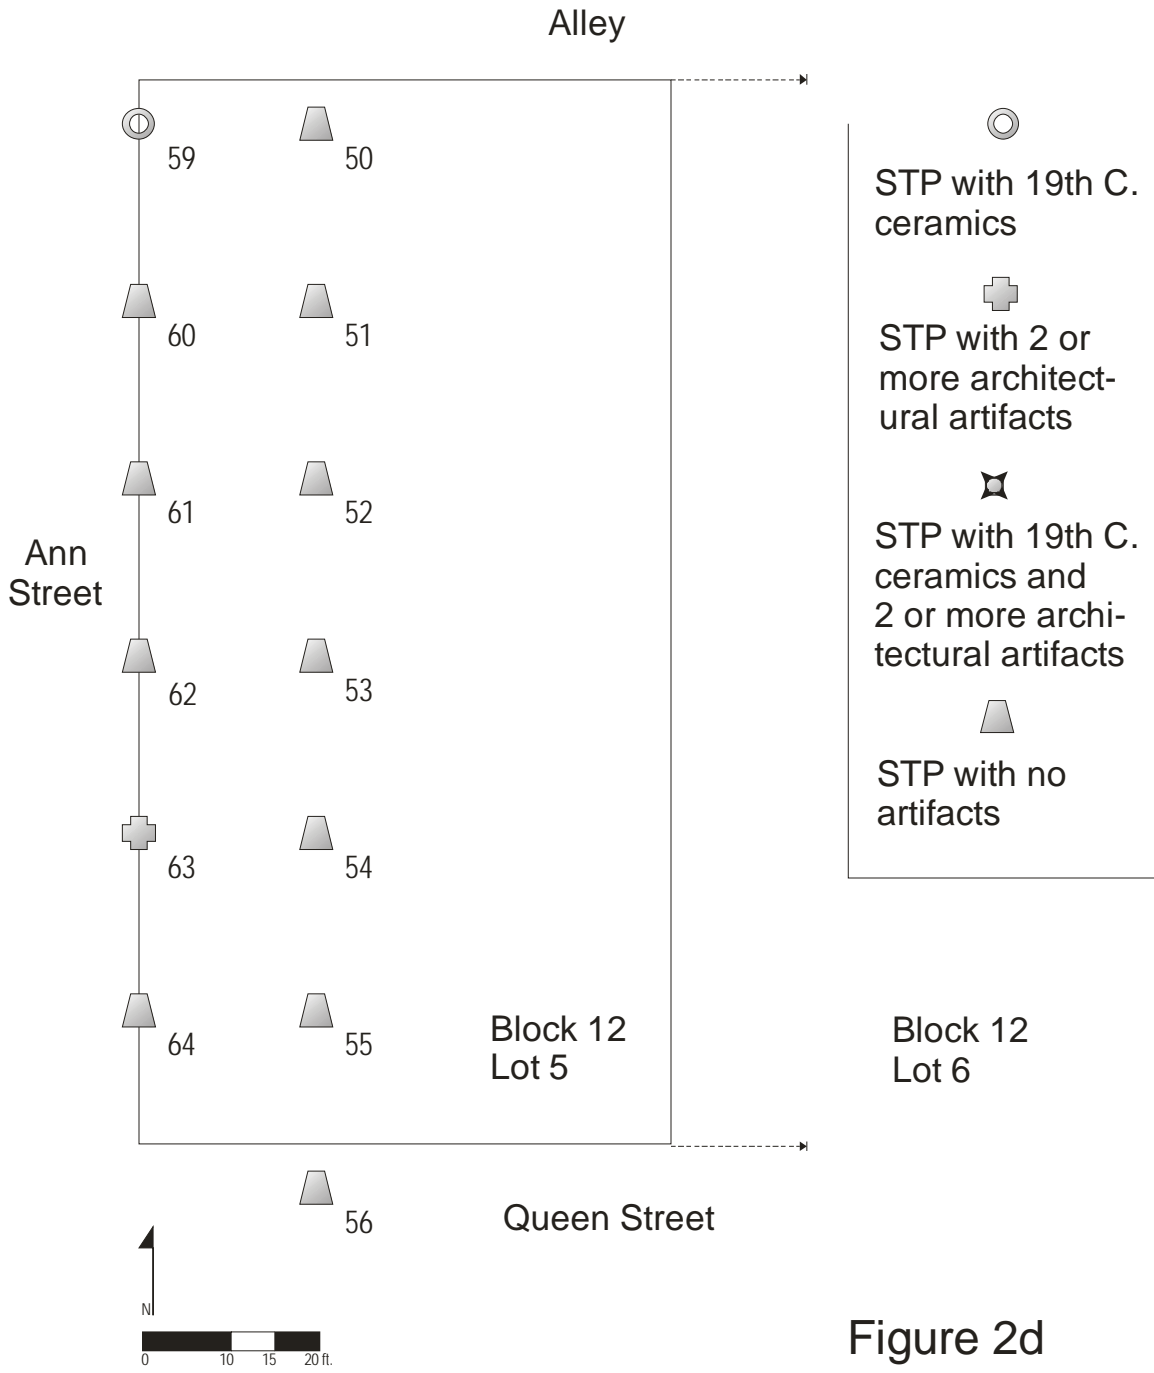 Alley
59
50
STP with 19th C.
ceramics
60
51
STP with 2 or
more architect-
ural artifacts
61
52
Ann
Street
STP with 19th C.
ceramics and
2 or more archi-
tectural artifacts
62
53
STP with no
artifacts
63
54
64
55
Block 12
Lot 5
Block 12
Lot 6
56
Queen Street
N
0 10 15 20 ft.
Figure 2d